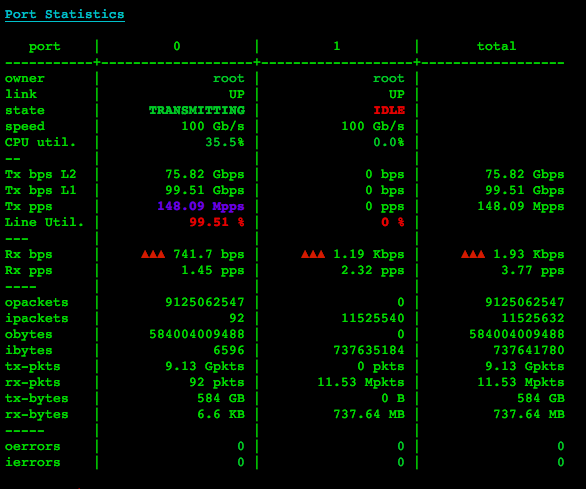 Port Statistics
port | 0 | 1 | total
-----------+-------------------+-------------------+------------------
owner | root | root |
link | UP | UP |
state | TRANSMITTING | IDLE |
speed | 100 Gb/s | 100 Gb/s |
CPU util. | 35.5% | 0.0% |
-- | | |
Tx bps L2 | 75.82 Gbps | 0 bps | 75.82 Gbps
Tx bps L1 | 99.51 Gbps | 0 bps | 99.51 Gbps
Tx pps | 148.09 Mpps | 0 pps | 148.09 Mpps
Line Util. | 99.51 % | 0 % |
--- | | |
Rx bps | ▲▲▲ 741.7 bps | ▲▲▲ 1.19 Kbps | ▲▲▲ 1.93 Kbps
Rx pps | 1.45 pps | 2.32 pps | 3.77 pps
---- | | |
opackets | 9125062547 | 0 | 9125062547
ipackets | 92 | 11525540 | 11525632
obytes | 584004009488 | 0 | 584004009488
ibytes | 6596 | 737635184 | 737641780
tx-pkts | 9.13 Gpkts | 0 pkts | 9.13 Gpkts
rx-pkts | 92 pkts | 11.53 Mpkts | 11.53 Mpkts
tx-bytes | 584 GB | 0 B | 584 GB
rx-bytes | 6.6 KB | 737.64 MB | 737.64 MB
----- | | |
oerrors | 0 | 0 | 0
ierrors | 0 | 0 | 0